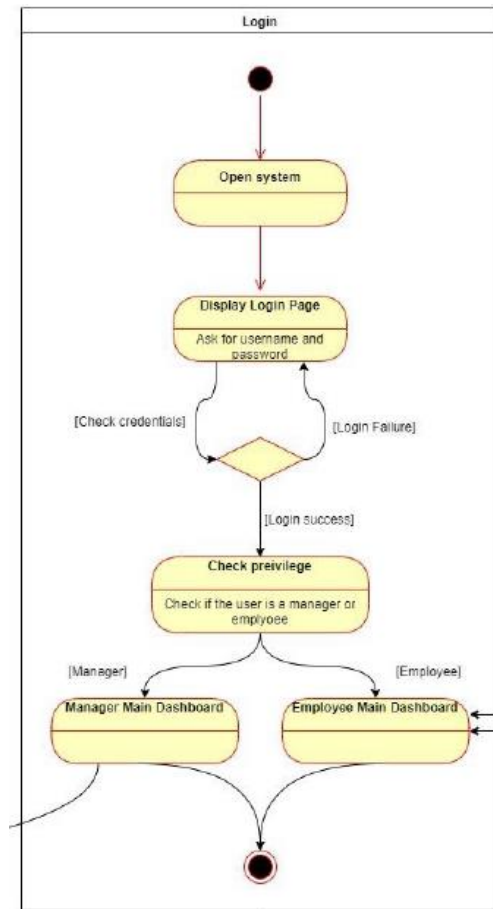 Login
Open system
Display Login Page
Ask for username and
password
[Check credentials]
[Login Failure]
[Login success]
Check preivilege
Check if the user is a manager or
emplyoee
[Manager]
[Employee]
Manager Main Dashboard
Employee Main Dashboard